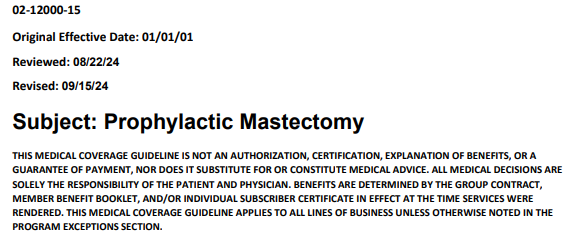 02-12000-15
Original Effective Date: 01/01/01
Reviewed: 08/22/24
Revised: 09/15/24
Subject: Prophylactic Mastectomy
THIS MEDICAL COVERAGE GUIDELINE IS NOT AN AUTHORIZATION, CERTIFICATION, EXPLANATION OF BENEFITS, OR A
GUARANTEE OF PAYMENT, NOR DOES IT SUBSTITUTE FOR OR CONSTITUTE MEDICAL ADVICE. ALL MEDICAL DECISIONS ARE
SOLELY THE RESPONSIBILITY OF THE PATIENT AND PHYSICIAN. BENEFITS ARE DETERMINED BY THE GROUP CONTRACT,
MEMBER BENEFIT BOOKLET, AND/OR INDIVIDUAL SUBSCRIBER CERTIFICATE IN EFFECT AT THE TIME SERVICES WERE
RENDERED. THIS MEDICAL COVERAGE GUIDELINE APPLIES TO ALL LINES OF BUSINESS UNLESS OTHERWISE NOTED IN THE
PROGRAM EXCEPTIONS SECTION.